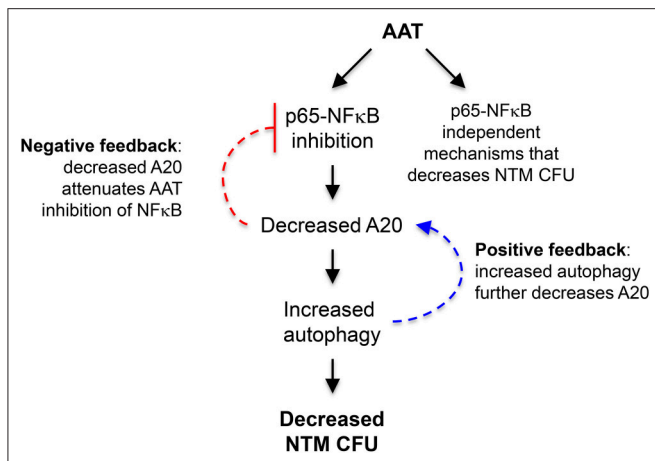 AAT
p65-NFκB
inhibition
p65-NFκB
independent
mechanisms that
decreases NTM CFU
Negative feedback:
decreased A20
attenuates AAT
inhibition of NFκB
Decreased A20
Positive feedback:
increased autophagy
further decreases A20
Increased
autophagy
Decreased
NTM CFU